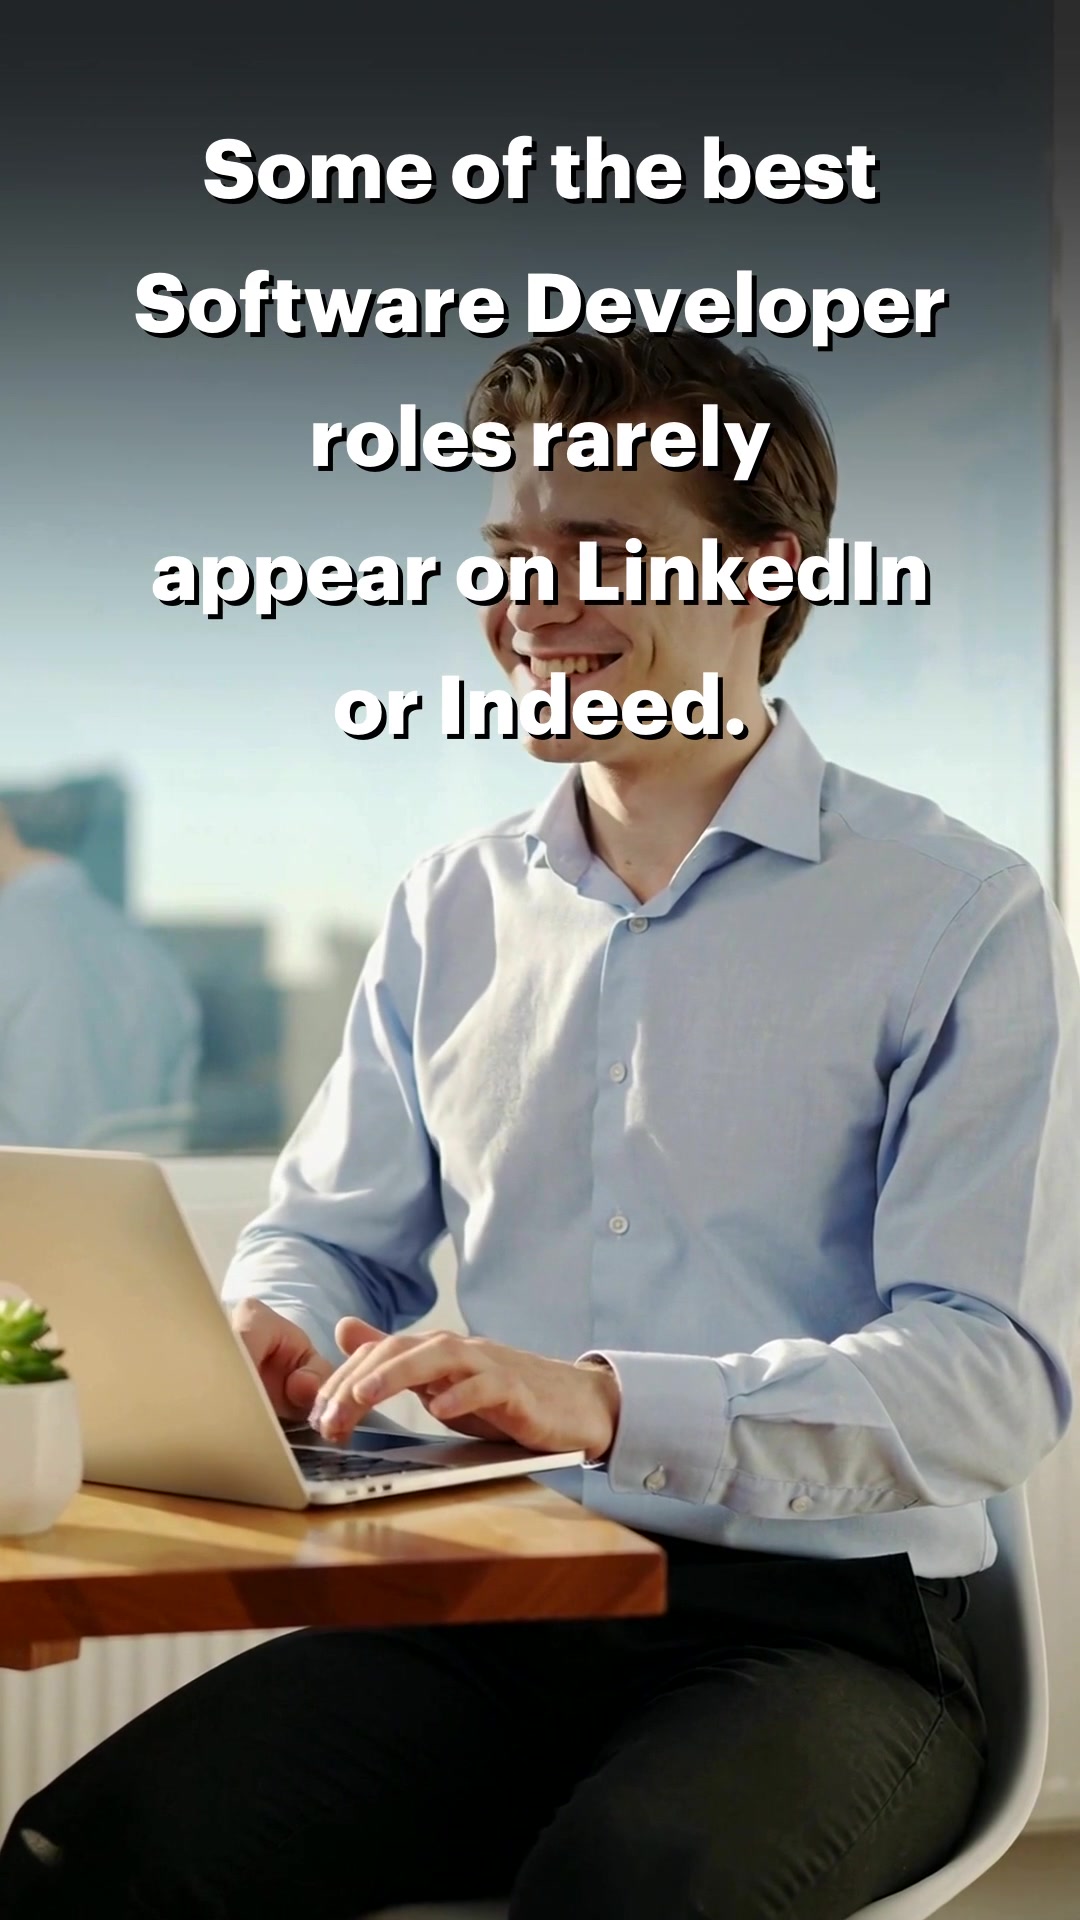 Some of the best
Software Developer
roles rarely
appear on LinkedIn
or Indeed.